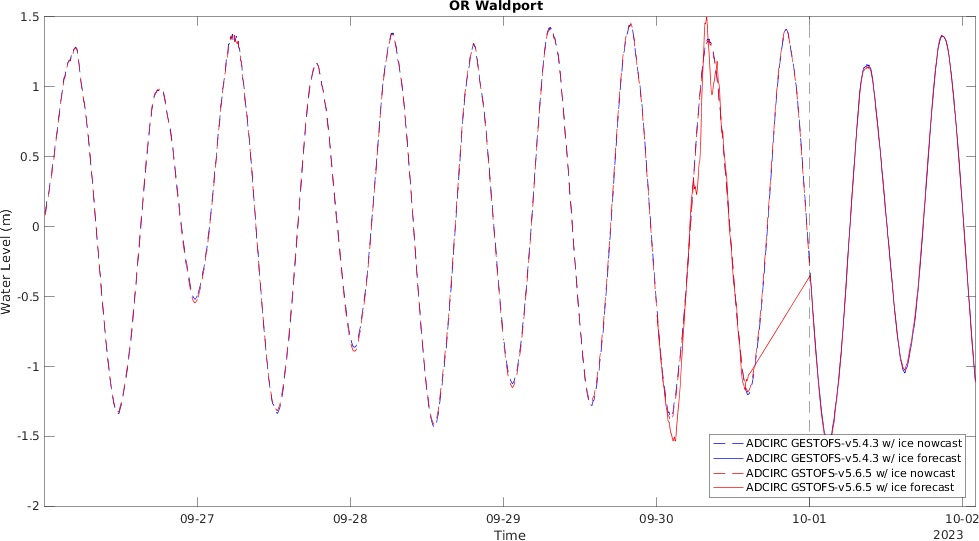 OR Waldport
1.5
1
0.5
0
-0.5
-1
-1.5
-2
Water Level (m)
09-27
09-28
09-29
09-30
10-01
10-02
2023
Time
ADCIRC GESTOFS-v5.4.3 w/ ice nowcast
ADCIRC GESTOFS-v5.4.3 w/ ice forecast
ADCIRC GSTOFS-v5.6.5 w/ ice nowcast
ADCIRC GSTOFS-v5.6.5 w/ ice forecast